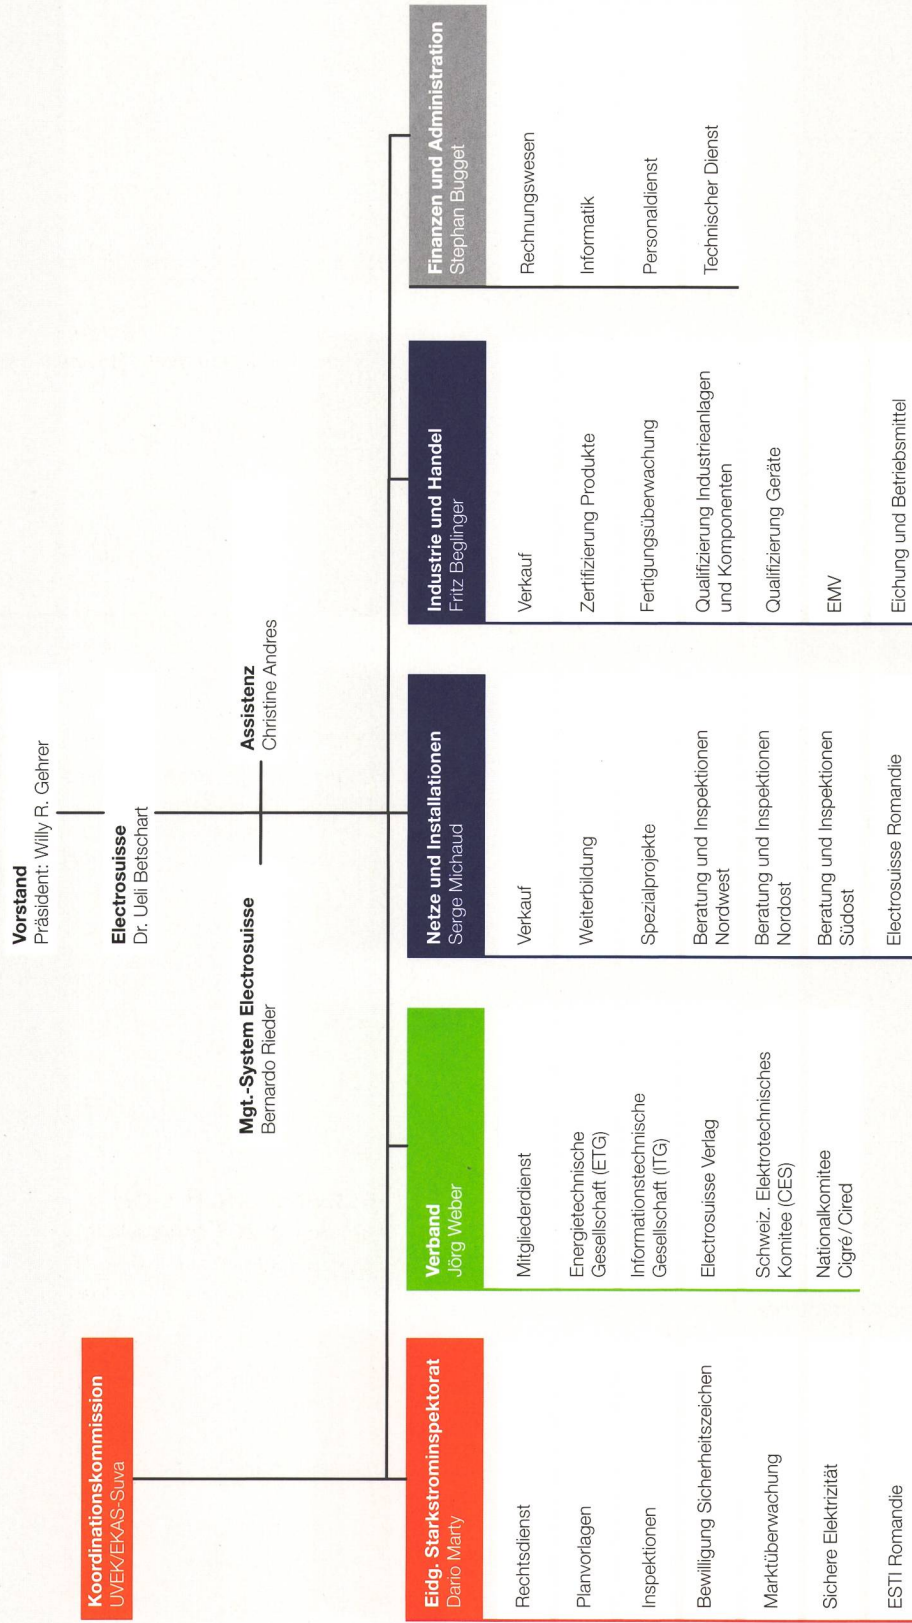 Vorstand
Präsident: Willy R. Gehrer
Electrosuisse
Dr. Ueli Betschart
Koordinationskommission
UVEK/EKAS-Suva
Mgt.-System Electrosuisse
Bernardo Rieder
Assistenz
Christine Andres
Eidg. Starkstrominspektorat
Dario Marty
Rechtsdienst
Planvorlagen
Inspektionen
Bewilligung Sicherheitszeichen
Marktüberwachung
Sichere Elektrizität
ESTI Romandie
Verband
Jörg Weber
Mitgliederdienst
Energietechnische
Gesellschaft (ETG)
Informationstechnische
Gesellschaft (ITG)
Electrosuisse Verlag
Schweiz. Elektrotechnisches
Komitee (CES)
Nationalkomitee
Cigré / Cired
Netze und Installationen
Serge Michaud
Verkauf
Weiterbildung
Spezialprojekte
Beratung und Inspektionen
Nordwest
Beratung und Inspektionen
Nordost
Beratung und Inspektionen
Südost
Electrosuisse Romandie
Industrie und Handel
Fritz Beglinger
Verkauf
Zertifizierung Produkte
Fertigungsüberwachung
Qualifizierung Industrieanlagen
und Komponenten
Qualifizierung Geräte
EMV
Eichung und Betriebsmittel
Finanzen und Administration
Stephan Bugget
Rechnungswesen
Informatik
Personaldienst
Technischer Dienst